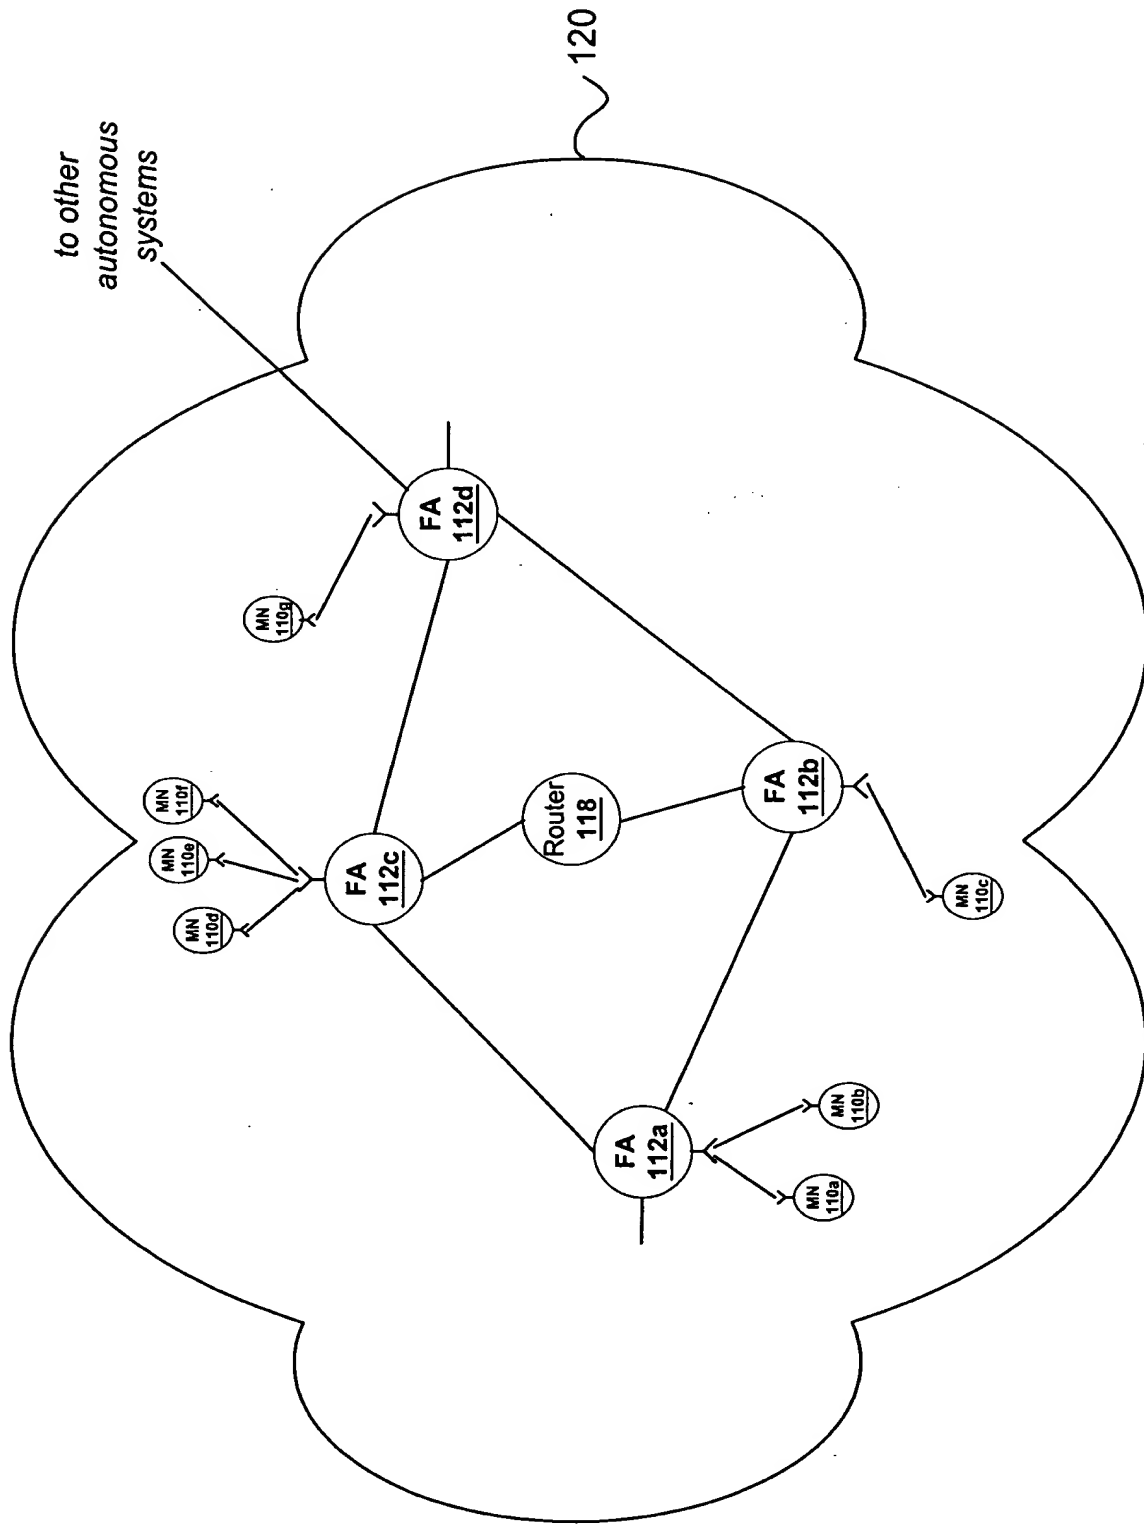 to other
autonomous
systems
120
MN
110g
FA
112d
MN
110f
MN
110e
MN
110d
FA
112c
Router
118
FA
112b
MN
110c
FA
112a
MN
110b
MN
110a